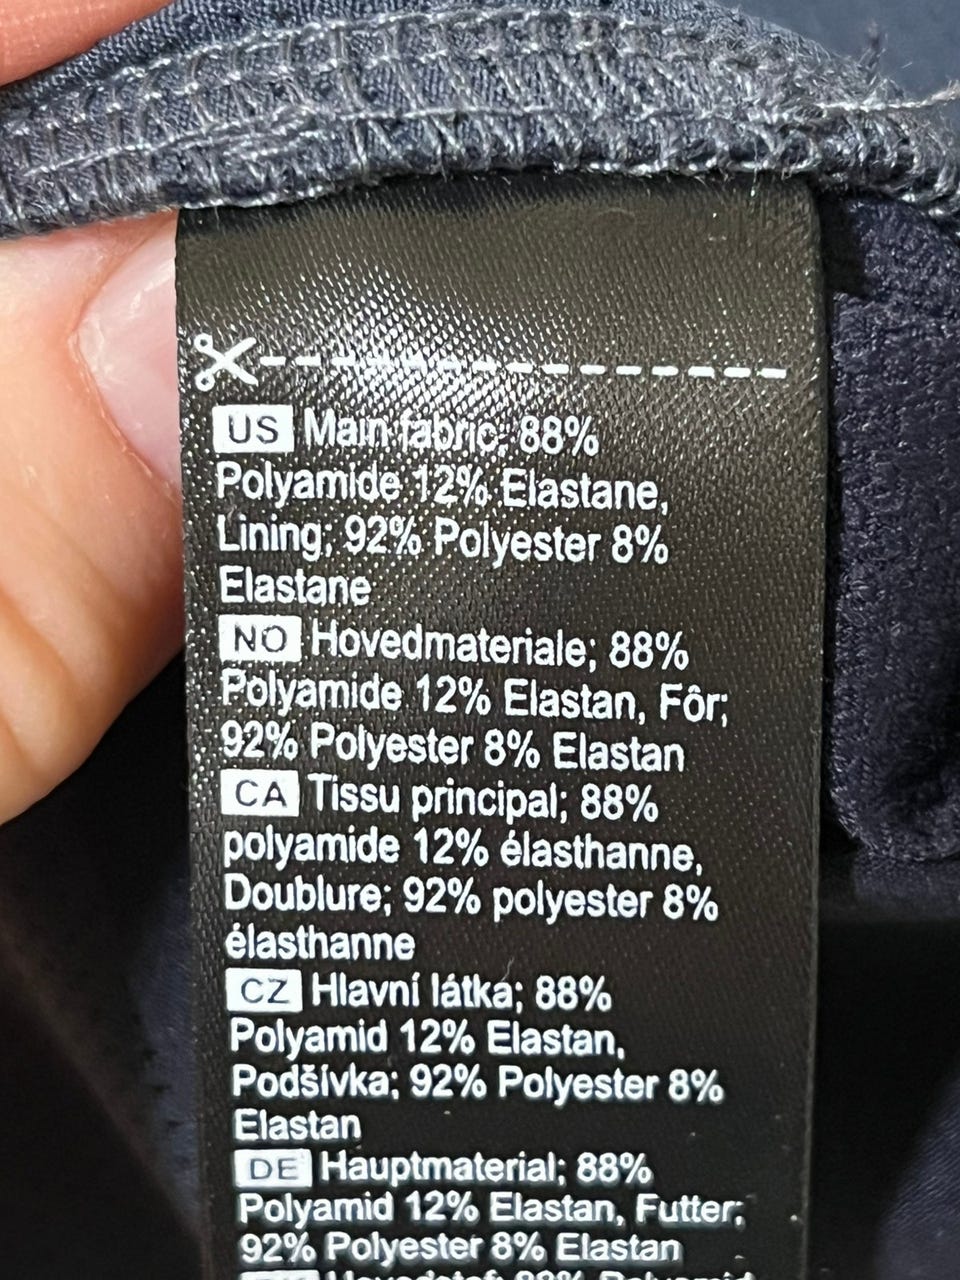 US Main fabric; 88%
Polyamide 12% Elastane,
Lining; 92% Polyester 8%
Elastane
NO Hovedmateriale; 88%
Polyamide 12% Elastan, Fôr;
92% Polyester 8% Elastan
CA Tissu principal; 88%
polyamide 12% élasthanne,
Doublure; 92% polyester 8%
élasthanne
CZ Hlavní látka; 88%
Polyamid 12% Elastan,
Podšívka; 92% Polyester 8%
Elastan
DE Hauptmaterial; 88%
Polyamid 12% Elastan, Futter;
92% Polyester 8% Elastan
Hovedstof; 88% Polyamid